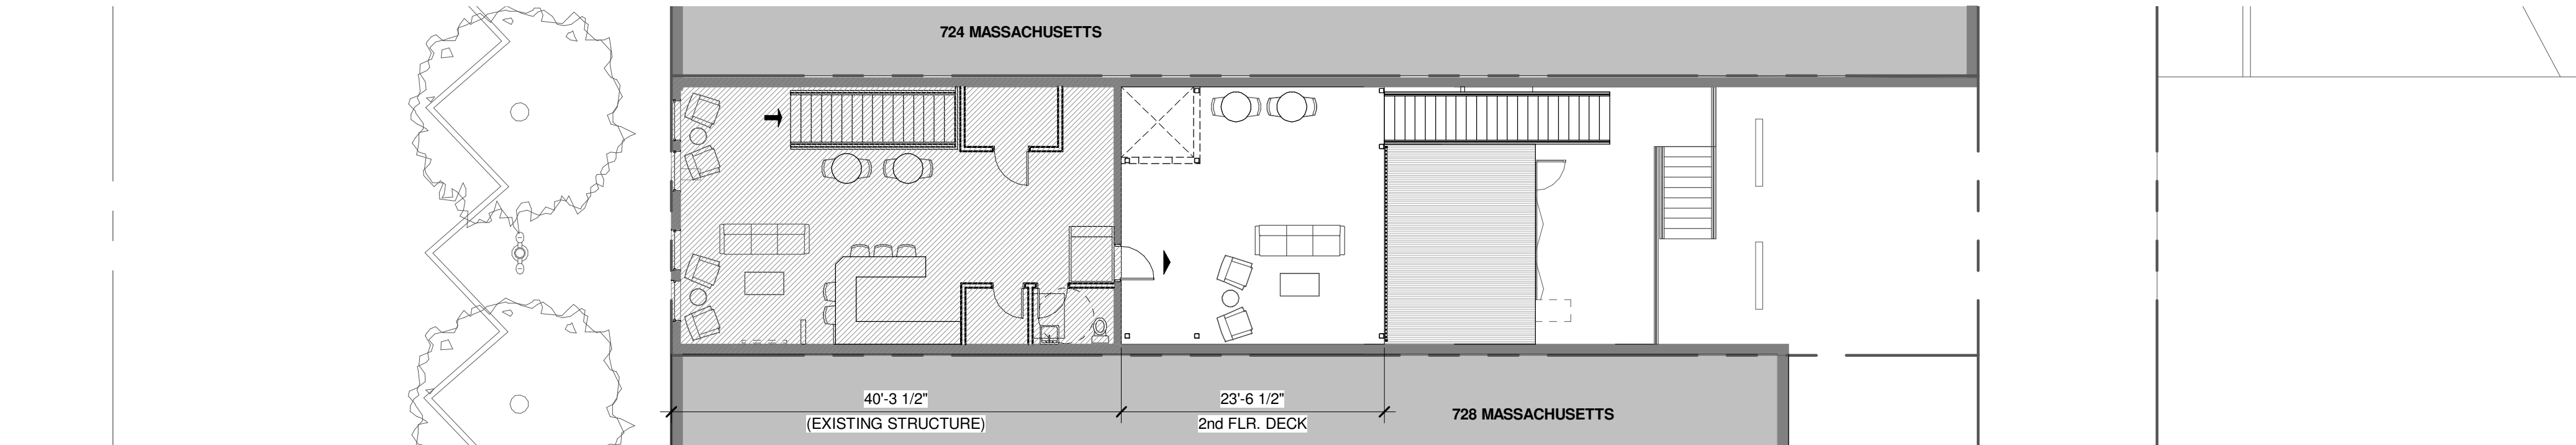 724 MASSACHUSETTS
40'-3 1/2"
(EXISTING STRUCTURE)
23'-6 1/2"
2nd FLR. DECK
728 MASSACHUSETTS